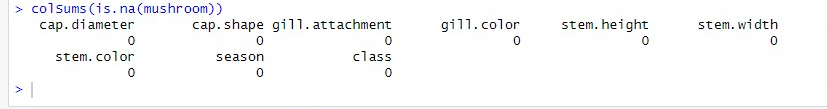 > colSums(is.na(mushroom))
cap.diameter cap.shape gill.attachment gill.color stem.height stem.width
0 0 0 0 0 0
stem.color season class
0 0 0
>